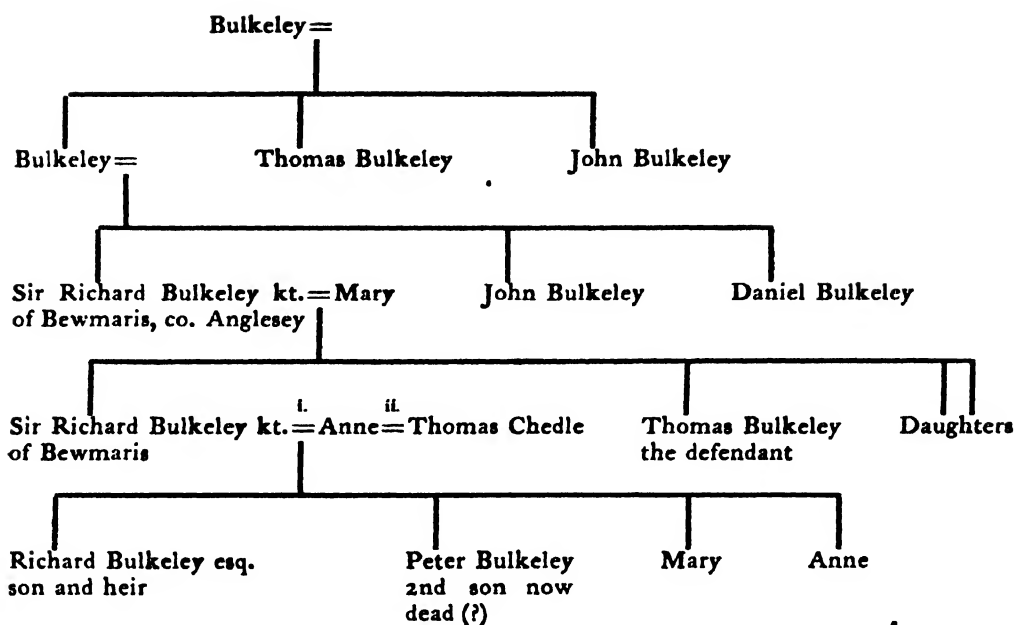 Bulkeley=
Bulkeley= Thomas Bulkeley John Bulkeley
Sir Richard Bulkeley kt.=Mary John Bulkeley Daniel Bulkeley
of Bewmaris, co. Anglesey
i. ii.
Sir Richard Bulkeley kt.=Anne=Thomas Chedle Thomas Bulkeley Daughters
of Bewmaris the defendant
Richard Bulkeley esq. Peter Bulkeley Mary Anne
son and heir 2nd son now
dead (?)